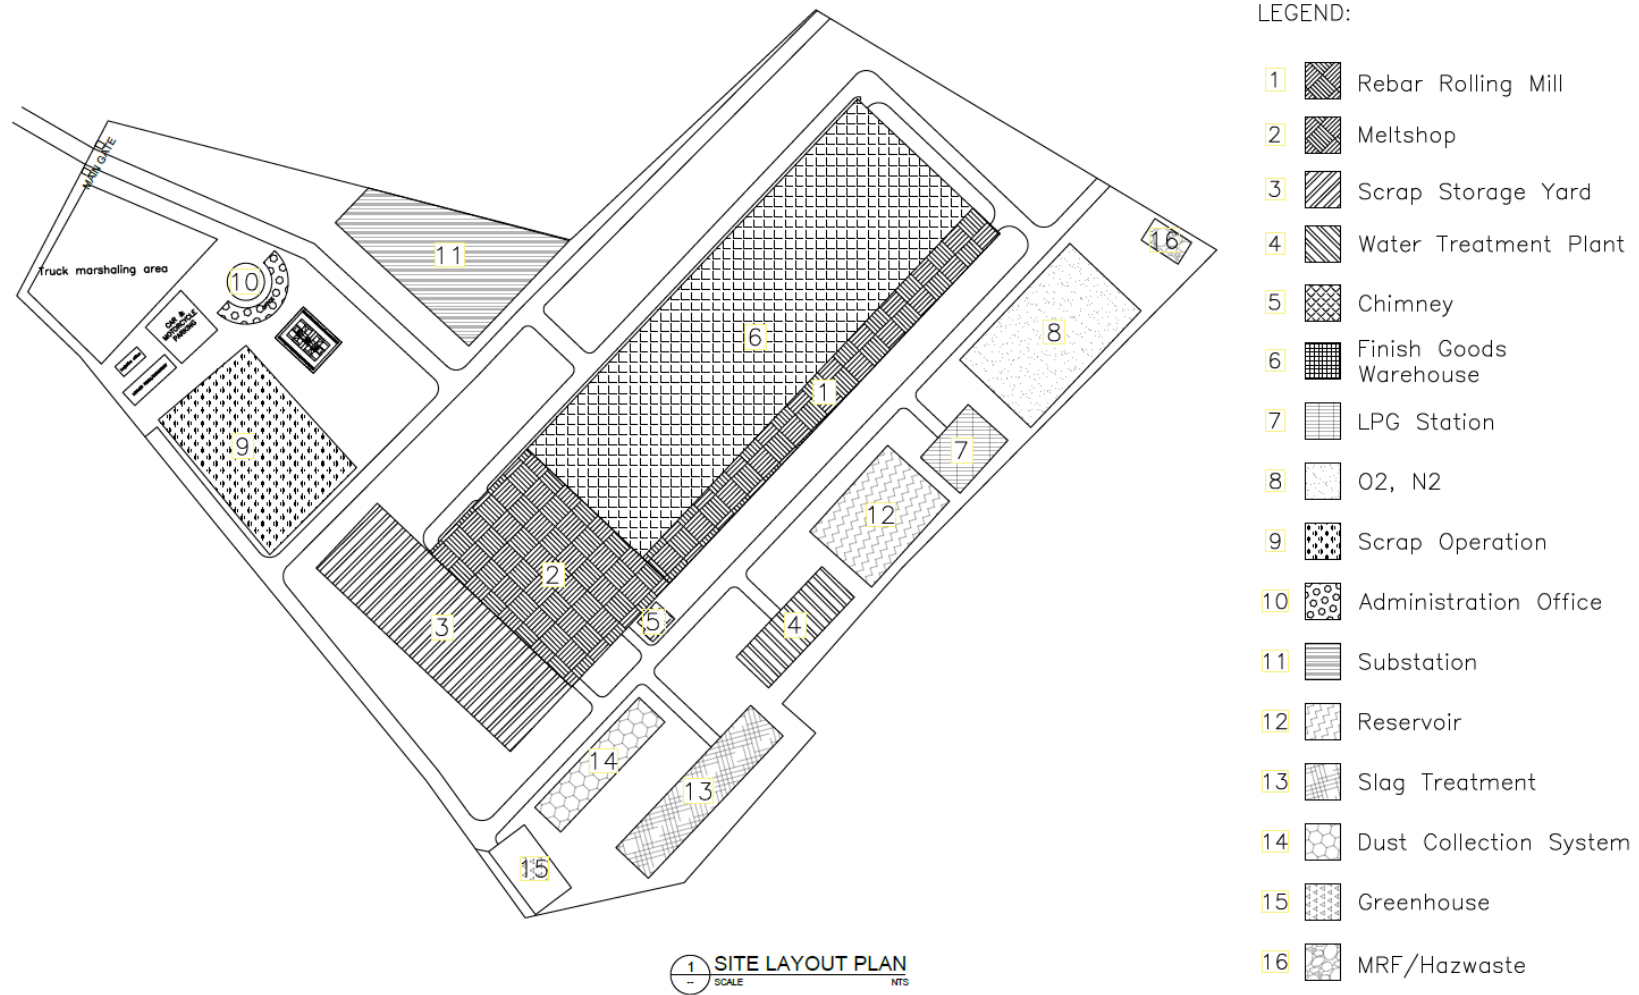 LEGEND:
1 Rebar Rolling Mill
2 Meltshop
3 Scrap Storage Yard
4 Water Treatment Plant
5 Chimney
6 Finish Goods
Warehouse
7 LPG Station
8 O2, N2
9 Scrap Operation
10 Administration Office
11 Substation
12 Reservoir
13 Slag Treatment
14 Dust Collection System
15 Greenhouse
16 MRF/Hazwaste
MAIN GATE
Truck marshaling area
CAR &
MOTORCYCLE
PARKING
10
11
9
6
1
8
16
7
12
2
5
4
3
14
13
15
1
--
SITE LAYOUT PLAN
SCALE NTS